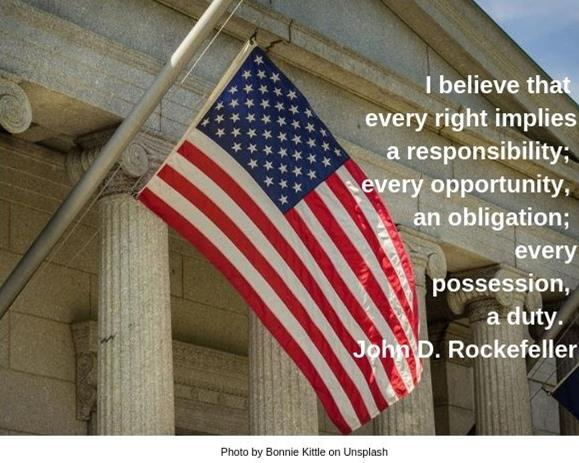 I believe that
every right implies
a responsibility;
every opportunity,
an obligation;
every
possession,
a duty.
John D. Rockefeller
Photo by Bonnie Kittle on Unsplash